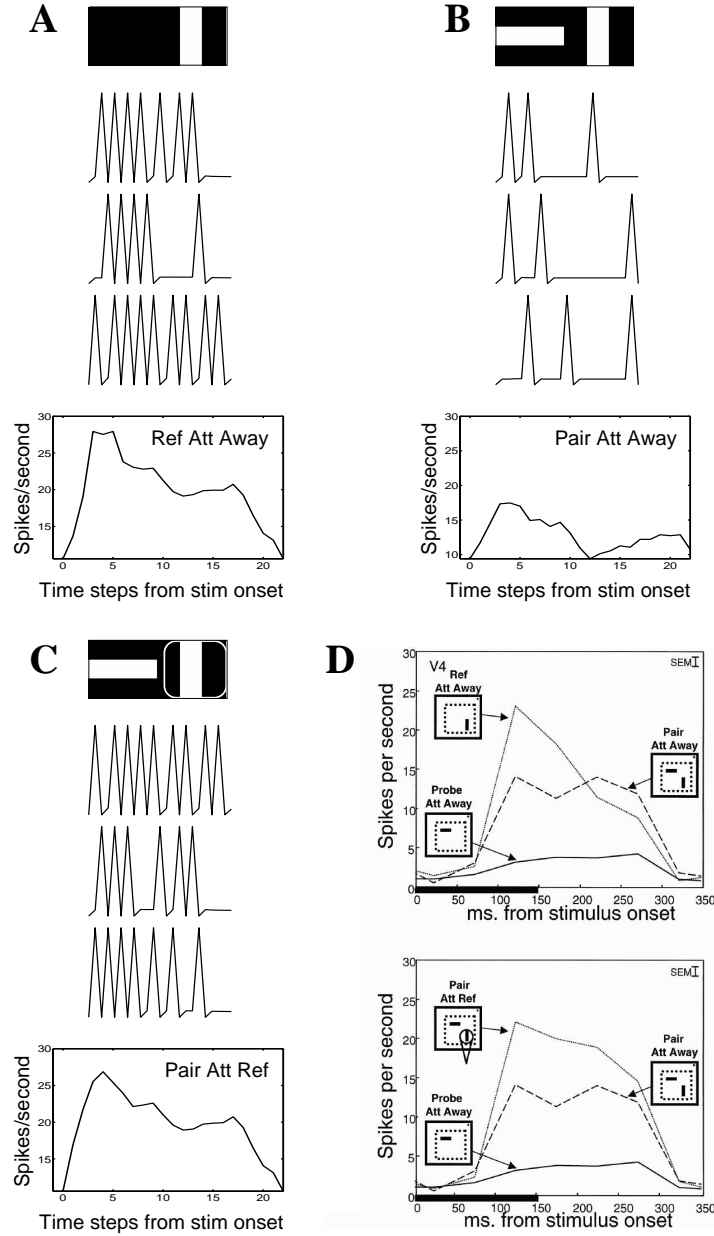 A
B
30
25
20
15
Spikes/second
Ref Att Away
0
5
10
15
20
Time steps from stim onset
30
25
20
15
10
Spikes/second
Pair Att Away
0
5
10
15
20
Time steps from stim onset
C
D
30
25
20
15
Spikes/second
Pair Att Ref
0
5
10
15
20
Time steps from stim onset
30
25
20
15
10
5
0
Spikes per second
V4
SEM
Ref
Att Away
Pair
Att Away
Probe
Att Away
0
50
100
150
200
250
300
350
ms. from stimulus onset
30
25
20
15
10
5
0
Spikes per second
SEM
Pair
Att Ref
Pair
Att Away
Probe
Att Away
0
50
100
150
200
250
300
350
ms. from stimulus onset